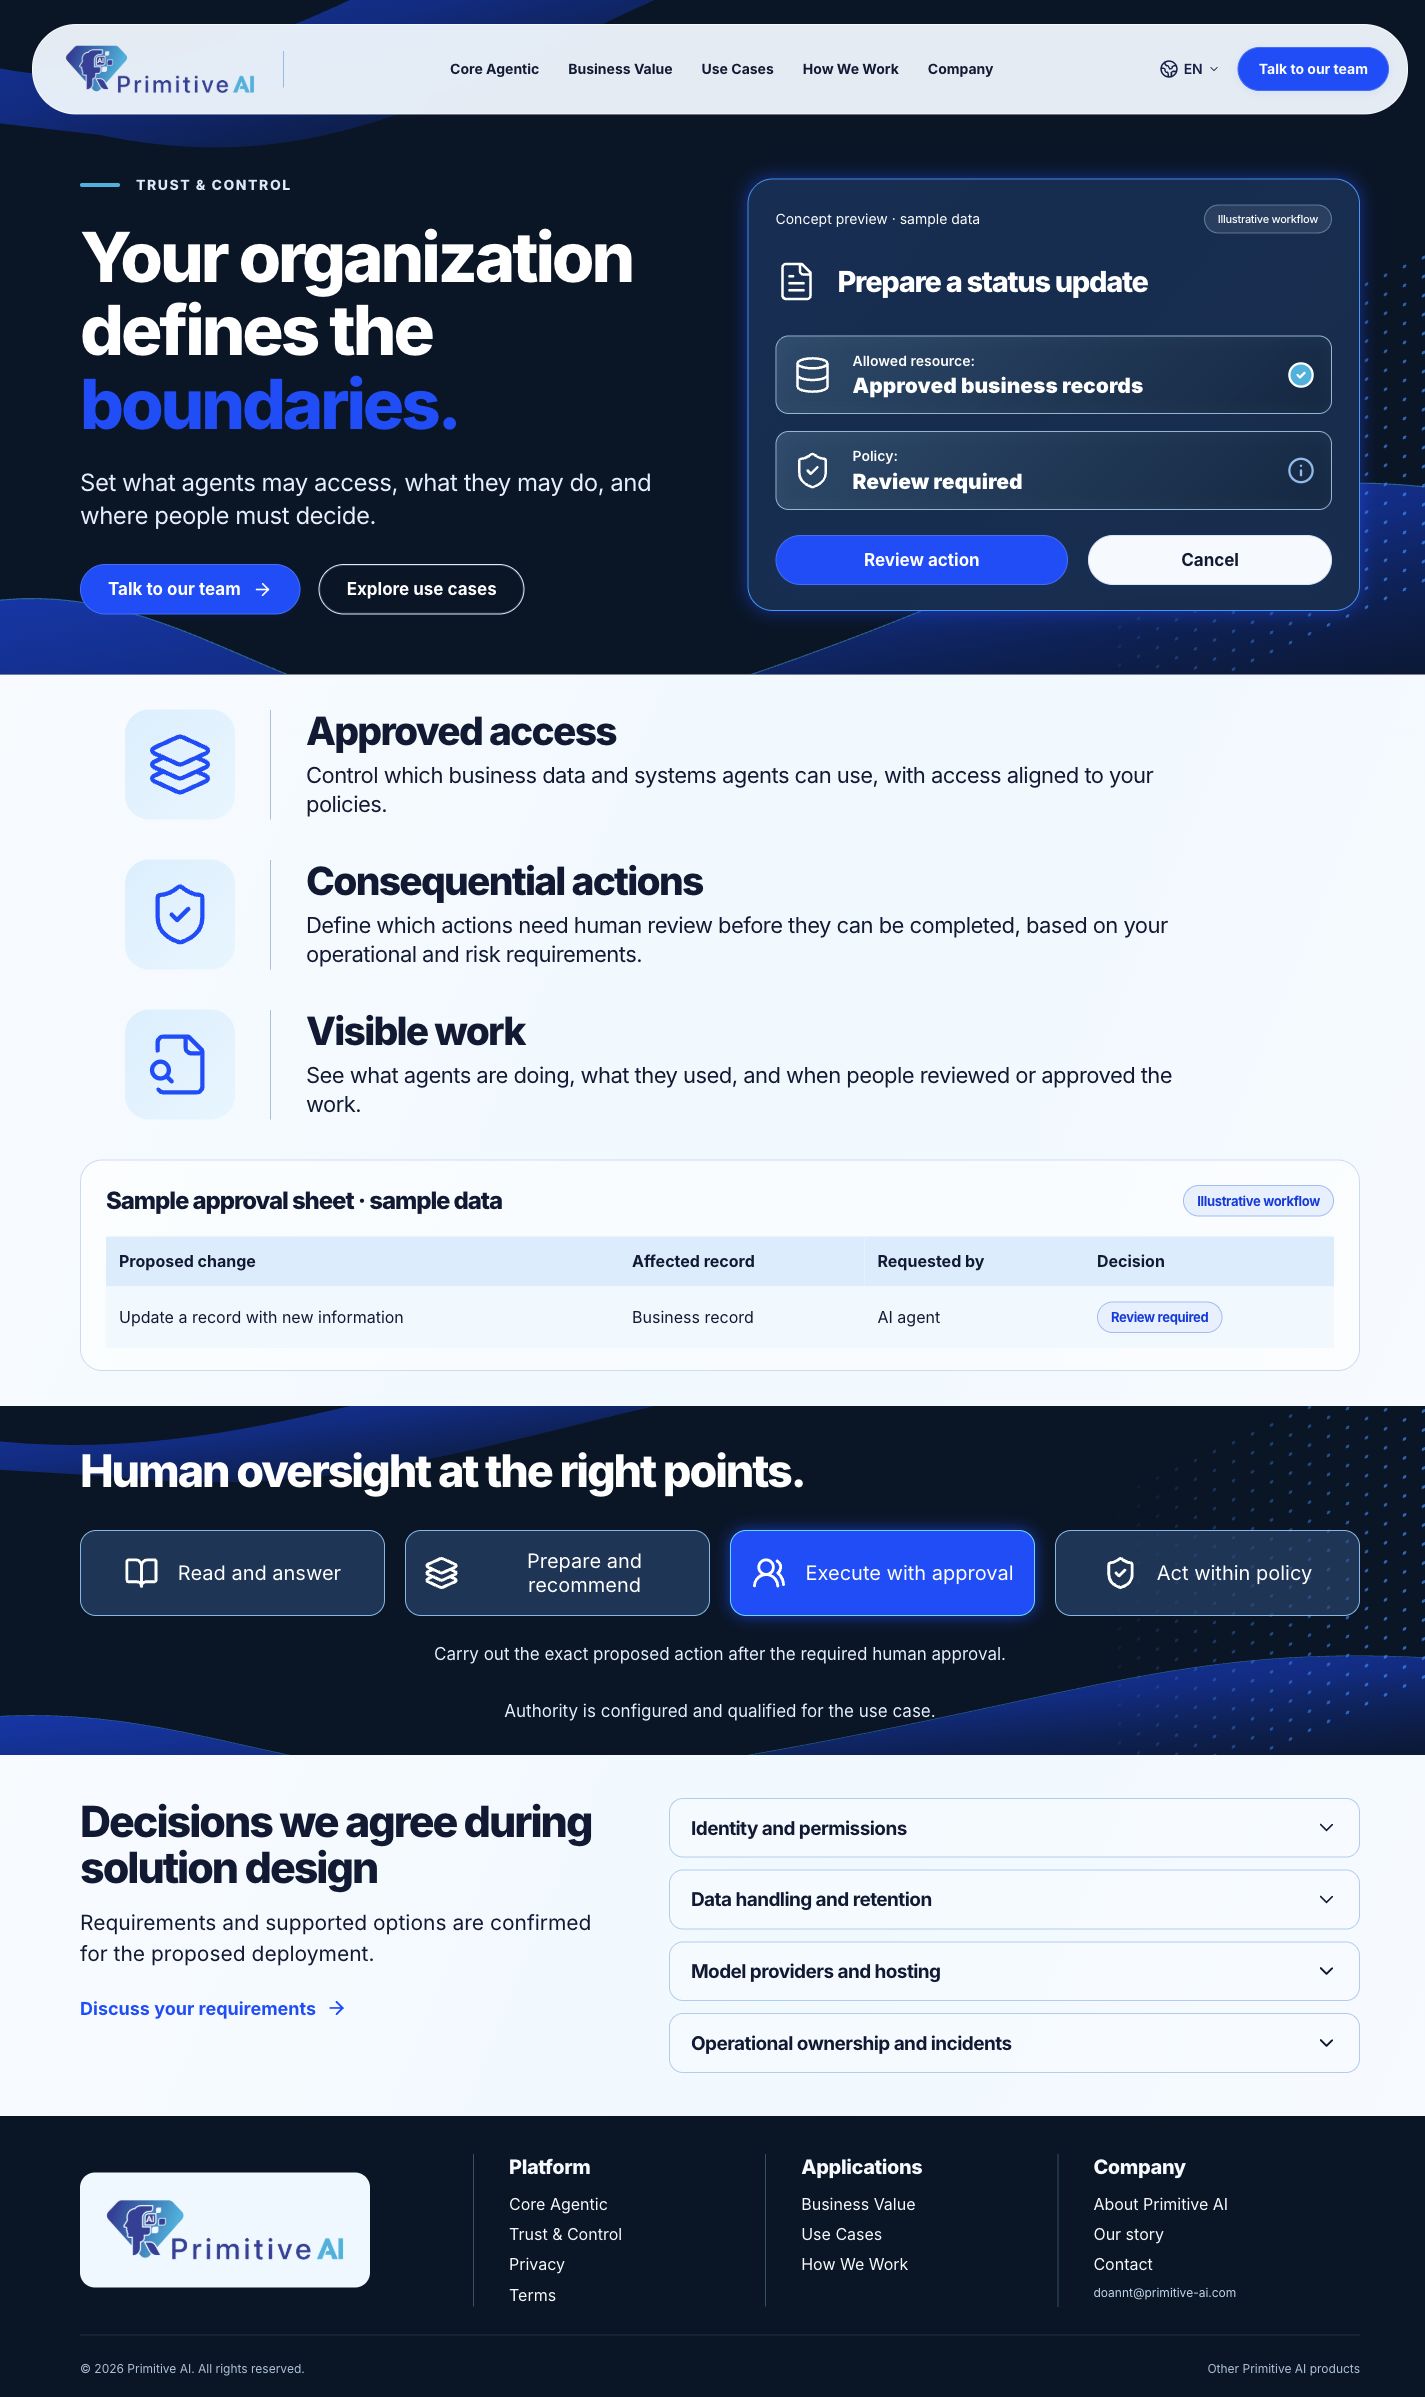 Primitive AI
Core Agentic
Business Value
Use Cases
How We Work
Company
EN
Talk to our team
TRUST & CONTROL
Your organization
defines the
boundaries.
Set what agents may access, what they may do, and
where people must decide.
Talk to our team
Explore use cases
Concept preview · sample data
Illustrative workflow
Prepare a status update
Allowed resource:
Approved business records
Policy:
Review required
Review action
Cancel
Approved access
Control which business data and systems agents can use, with access aligned to your
policies.
Consequential actions
Define which actions need human review before they can be completed, based on your
operational and risk requirements.
Visible work
See what agents are doing, what they used, and when people reviewed or approved the
work.
Sample approval sheet · sample data
Illustrative workflow
Proposed change
Affected record
Requested by
Decision
Update a record with new information
Business record
AI agent
Review required
Human oversight at the right points.
Read and answer
Prepare and
recommend
Execute with approval
Act within policy
Carry out the exact proposed action after the required human approval.
Authority is configured and qualified for the use case.
Decisions we agree during
solution design
Requirements and supported options are confirmed
for the proposed deployment.
Discuss your requirements
Identity and permissions
Data handling and retention
Model providers and hosting
Operational ownership and incidents
AI
Primitive AI
Platform
Core Agentic
Trust & Control
Privacy
Terms
Applications
Business Value
Use Cases
How We Work
Company
About Primitive AI
Our story
Contact
doannt@primitive-ai.com
© 2026 Primitive AI. All rights reserved.
Other Primitive AI products